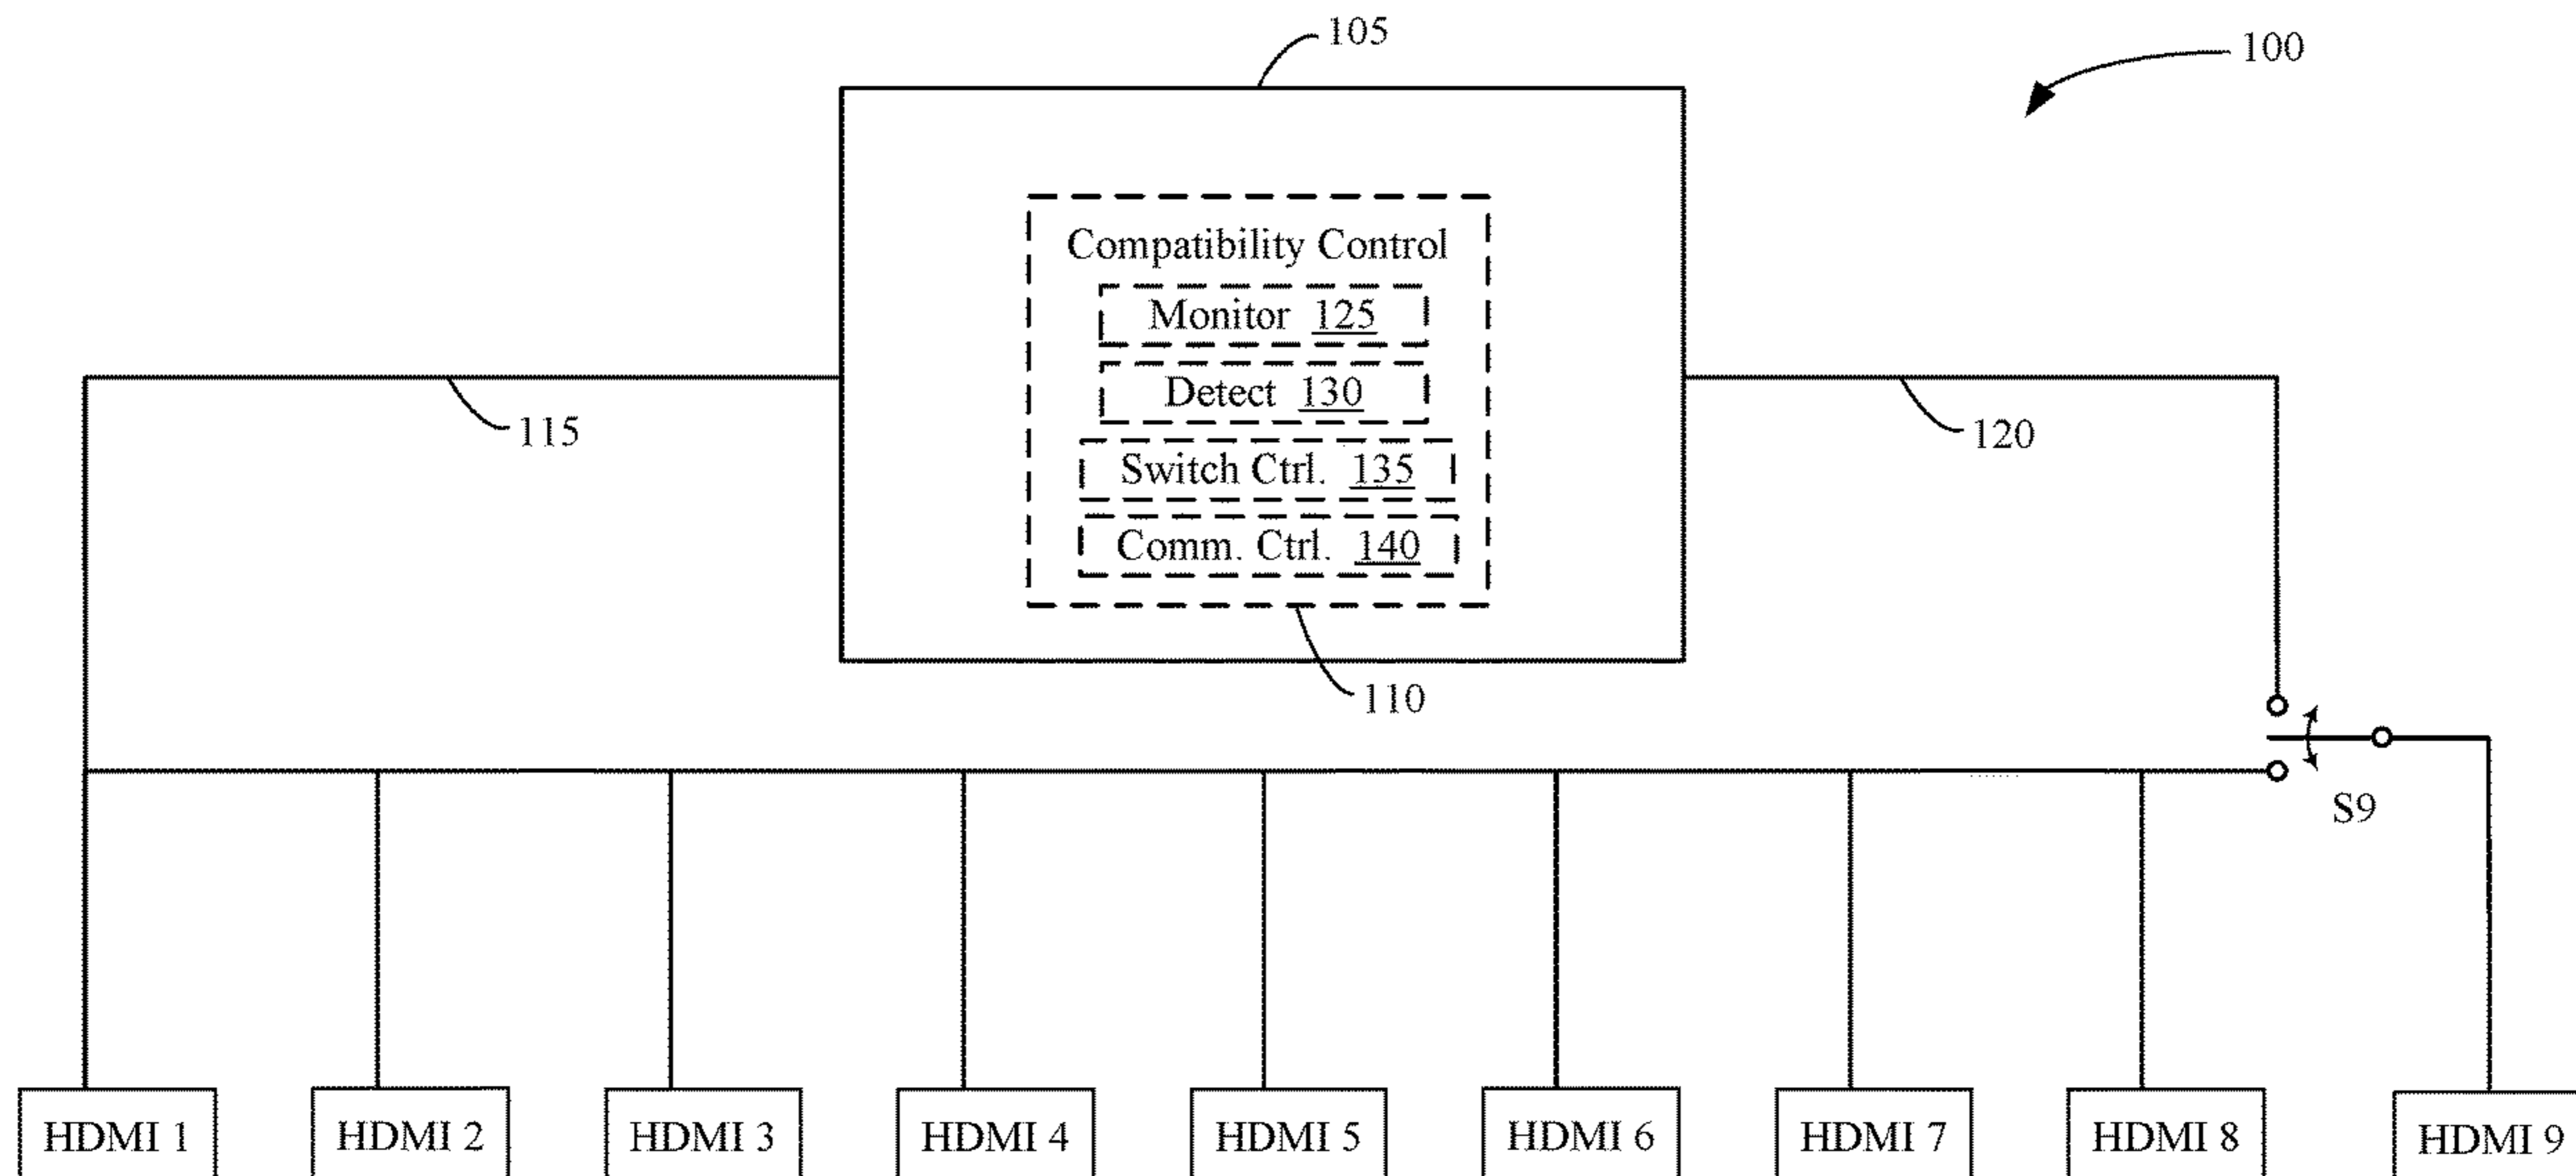 105
100
Compatibility Control
Monitor 125
Detect 130
Switch Ctrl. 135
Comm. Ctrl. 140
115
120
110
S9
HDMI 1
HDMI 2
HDMI 3
HDMI 4
HDMI 5
HDMI 6
HDMI 7
HDMI 8
HDMI 9